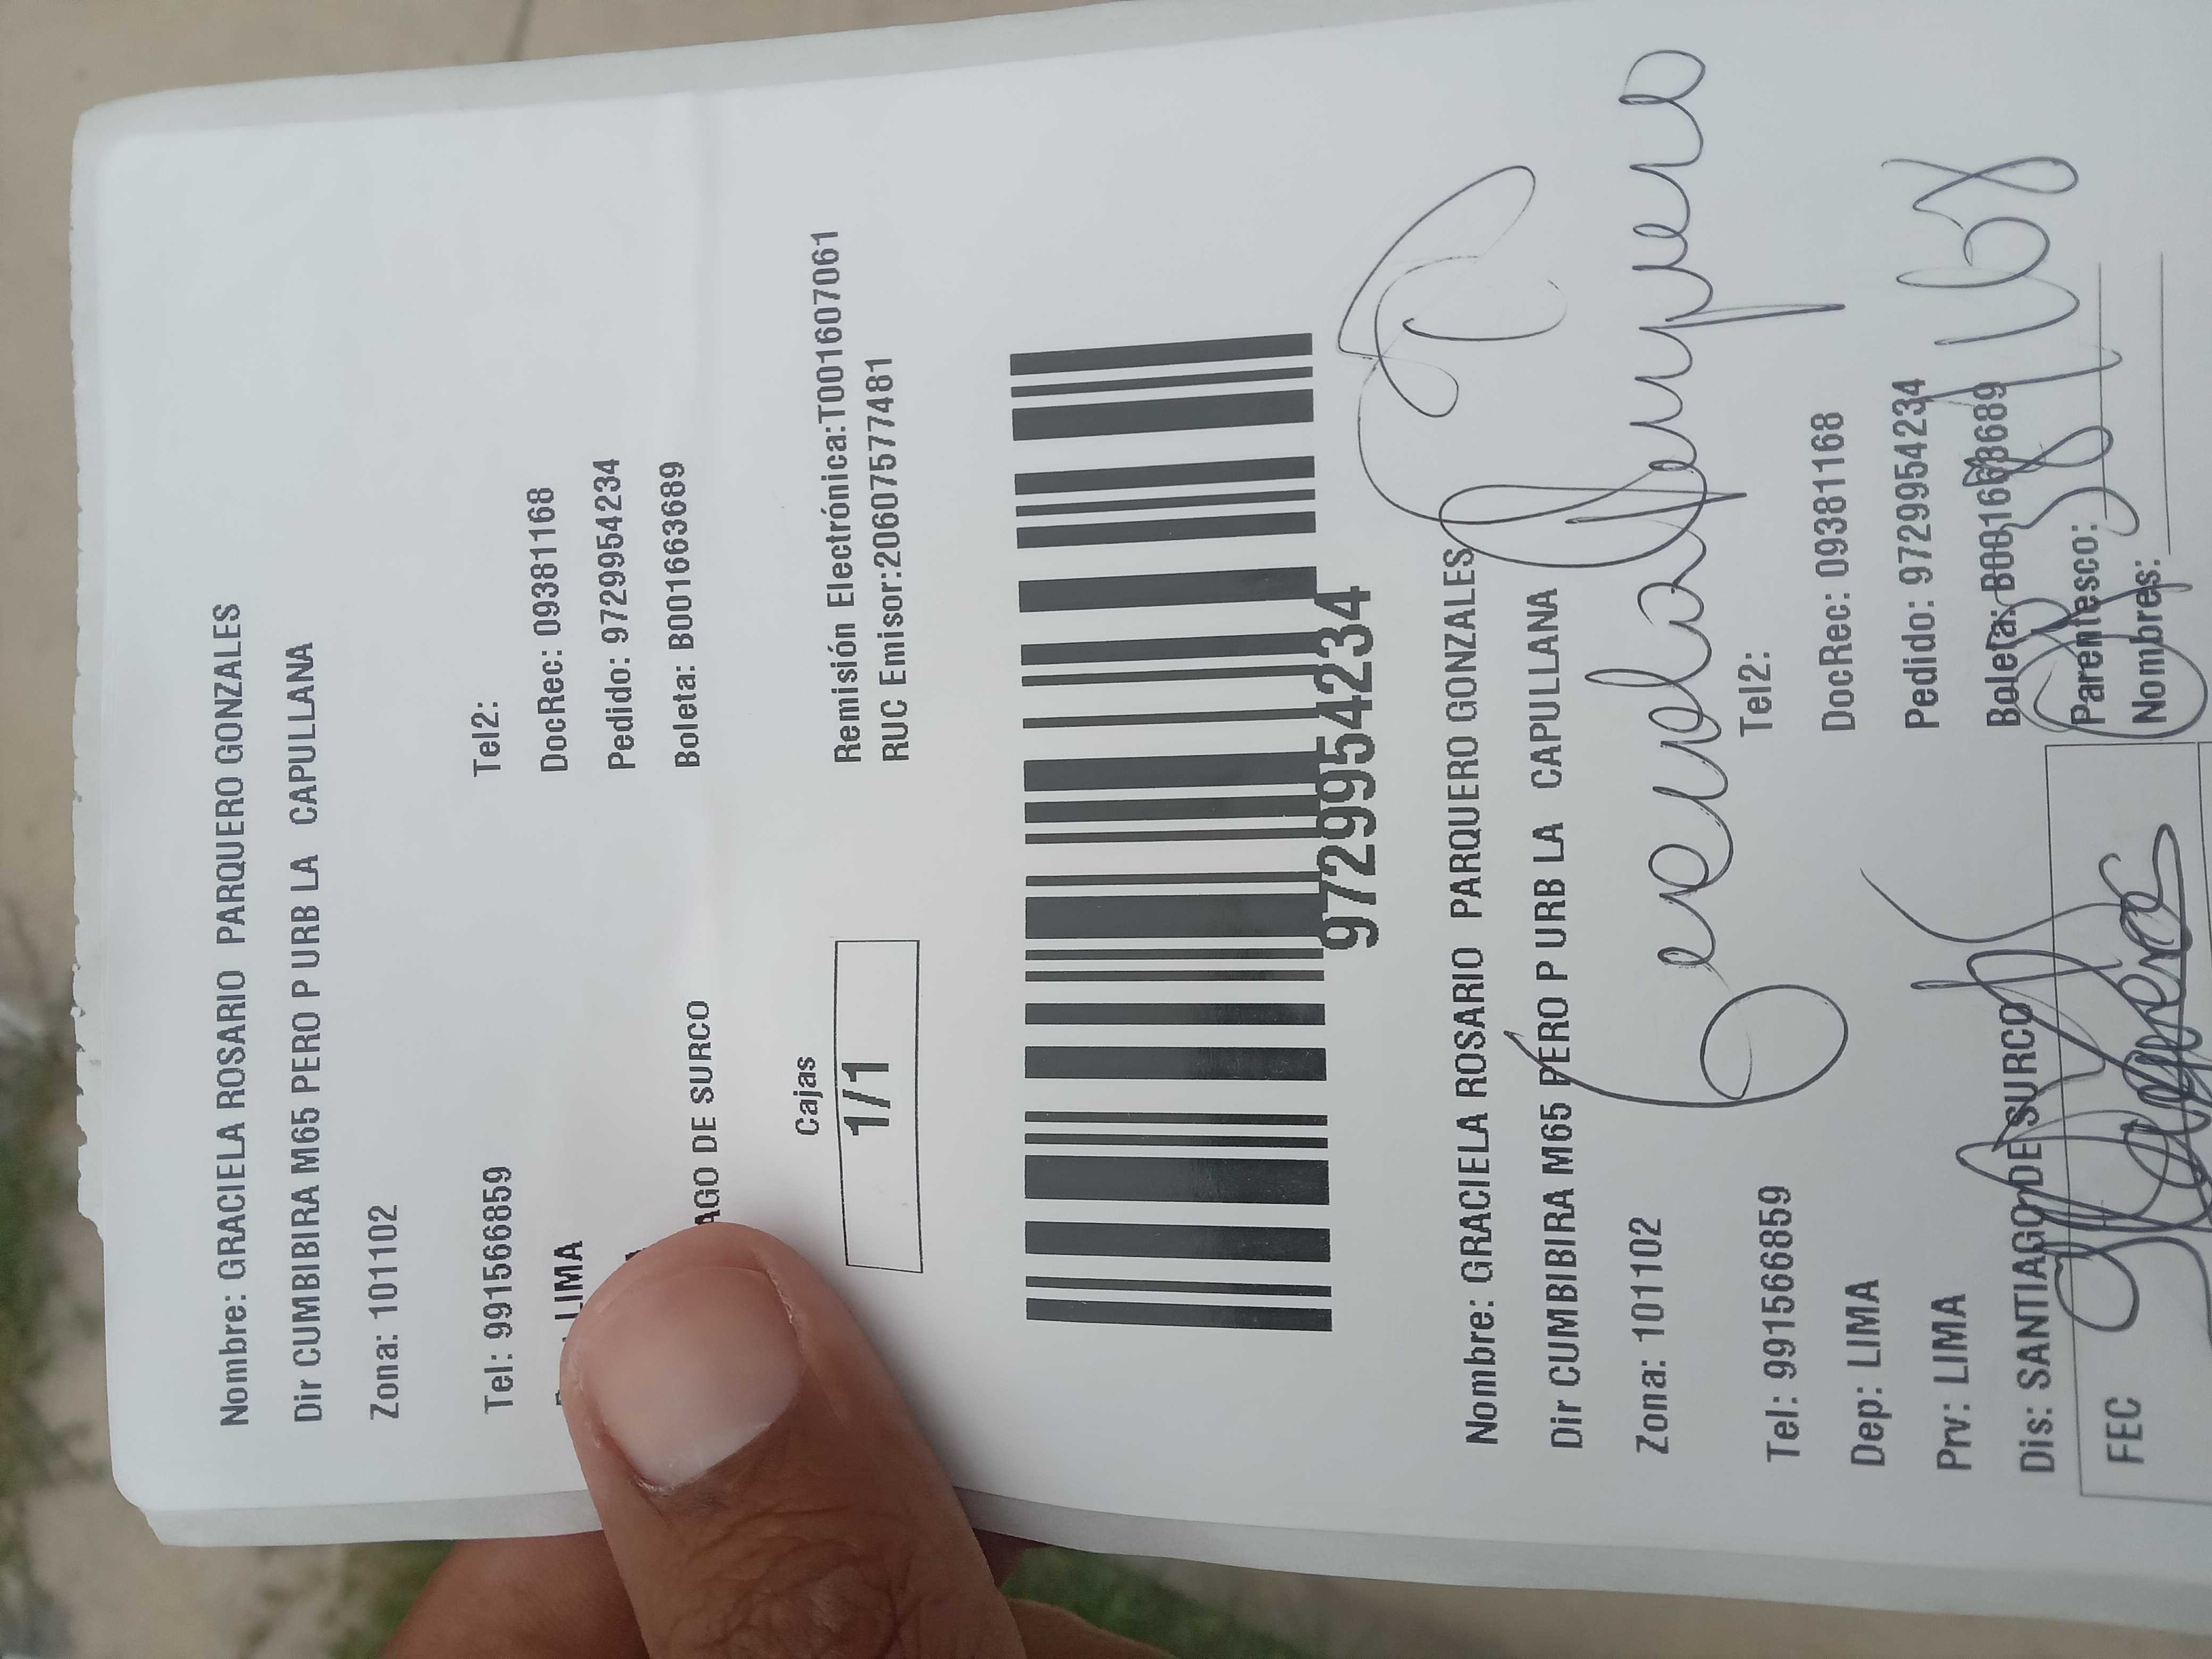 Nombre: GRACIELA ROSARIO PARQUERO GONZALES
Dir CUMBIBIRA M65 PERO P URB LA CAPULLANA
Zona: 101102
Tel: 991566859 Tel2:
LIMA DocRec: 09381168
Pedido: 9729954234
AGO DE SURCO Boleta: B001663689
Cajas
1/1
Remisión Electrónica:T001607061
RUC Emisor:20607577481
9729954234
Nombre: GRACIELA ROSARIO PARQUERO GONZALES
Dir CUMBIBIRA M65 PERO P URB LA CAPULLANA
Zona: 101102
Tel: 991566859 Tel2:
Dep: LIMA DocRec: 09381168
Prv: LIMA Pedido: 9729954234
Dis: SANTIAGO DE SURCO Boleta: B001663689
Parentesco:
Nombres:
FEC